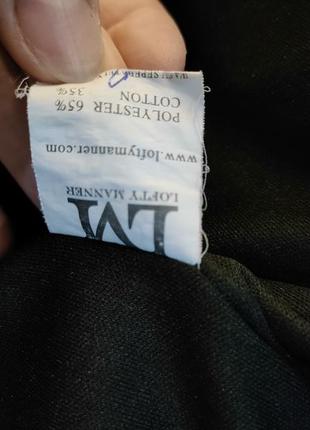 LM
LOFTY MANNER
www.loftymanner.com
POLYESTER 65%
COTTON 35%